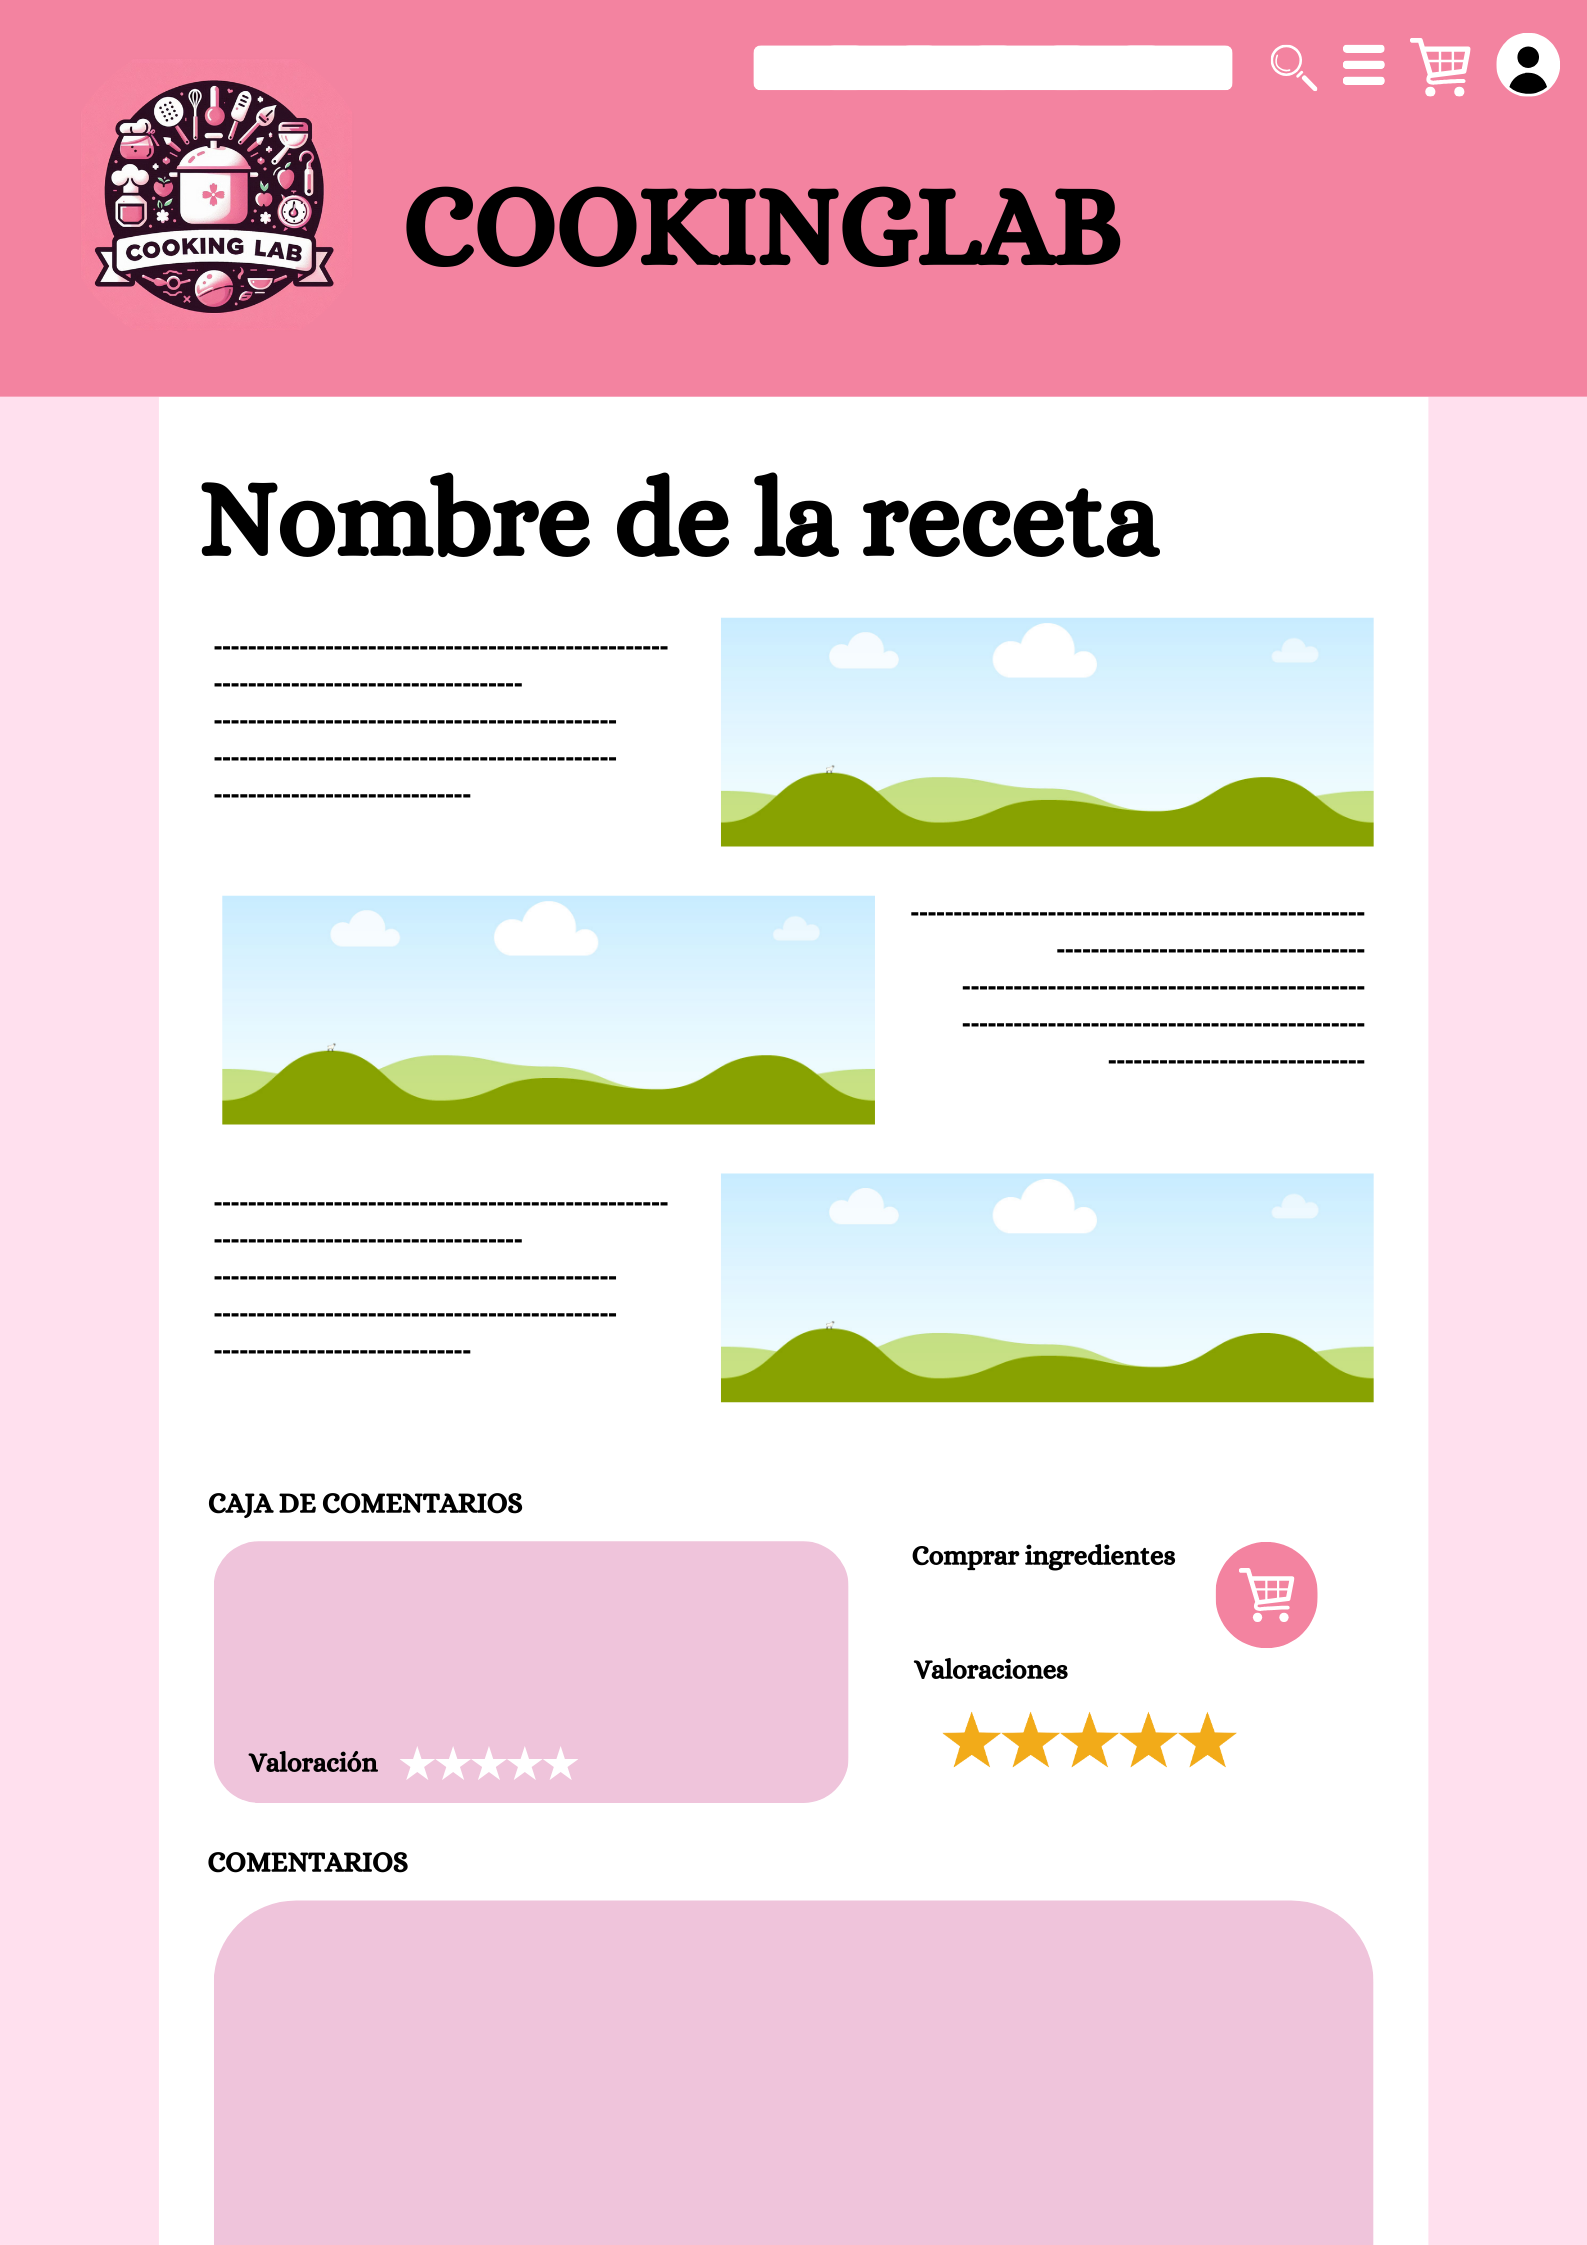 COOKING LAB
COOKINGLAB
Nombre de la receta
-----------------------------------------------------
------------------------------------
-----------------------------------------------
-----------------------------------------------
------------------------------
-----------------------------------------------------
------------------------------------
-----------------------------------------------
-----------------------------------------------
------------------------------
-----------------------------------------------------
------------------------------------
-----------------------------------------------
-----------------------------------------------
------------------------------
CAJA DE COMENTARIOS
Comprar ingredientes
Valoraciones
Valoración
COMENTARIOS